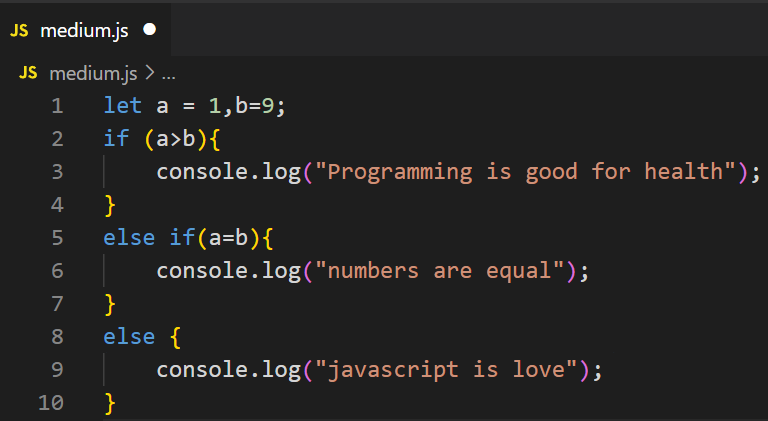 JS medium.js ●
JS medium.js > ...
1 let a = 1,b=9;
2 if (a>b){
3     console.log("Programming is good for health");
4 }
5 else if(a=b){
6     console.log("numbers are equal");
7 }
8 else {
9     console.log("javascript is love");
10 }